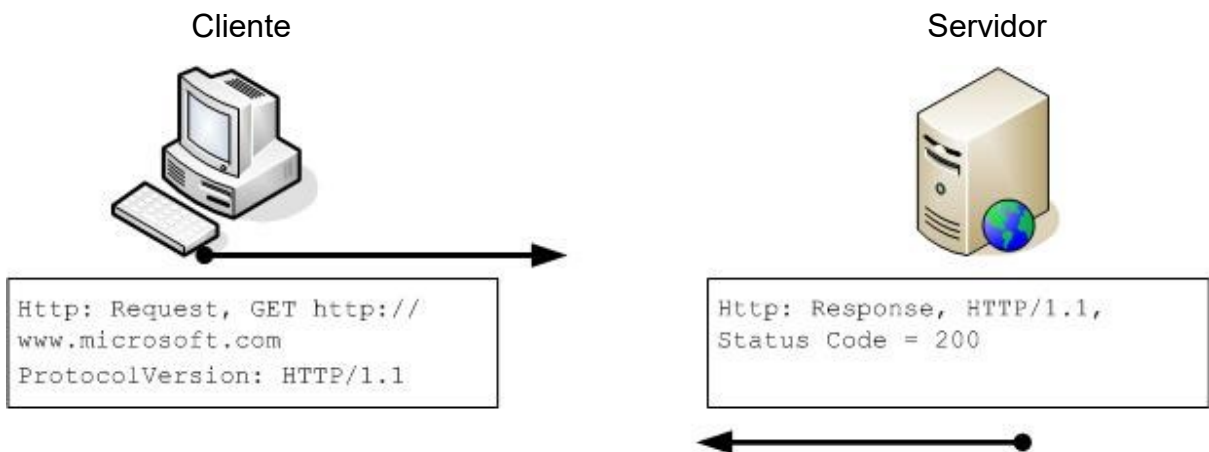 Cliente
Servidor
Http: Request, GET http://
www.microsoft.com
ProtocolVersion: HTTP/1.1
Http: Response, HTTP/1.1,
Status Code = 200